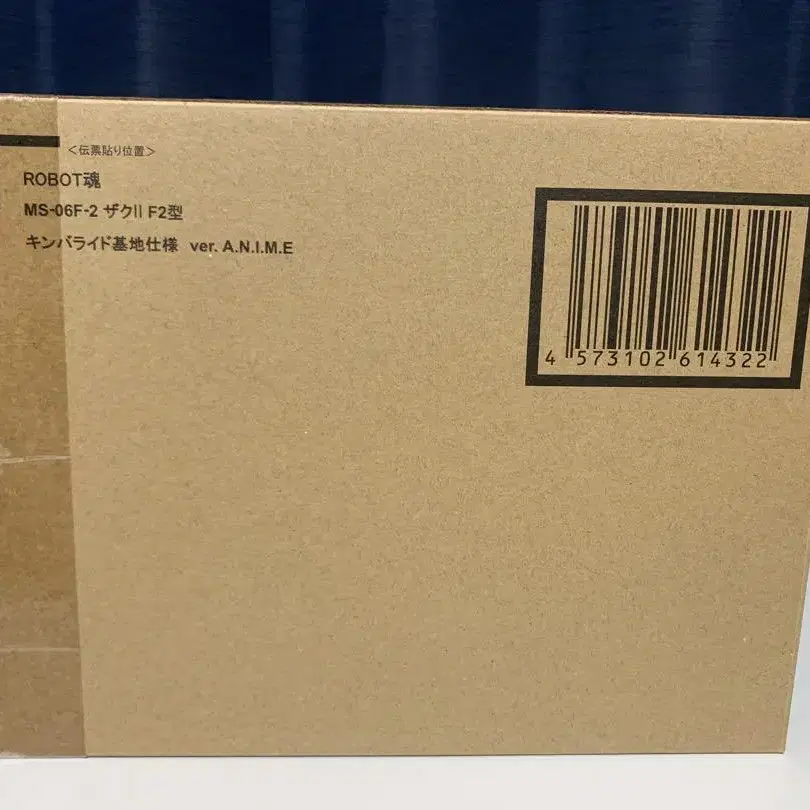 ＜伝票貼り位置＞
ROBOT魂
MS-06F-2 ザクII F2型
キンバライド基地仕様 ver. A.N.I.M.E
4 573102 614322